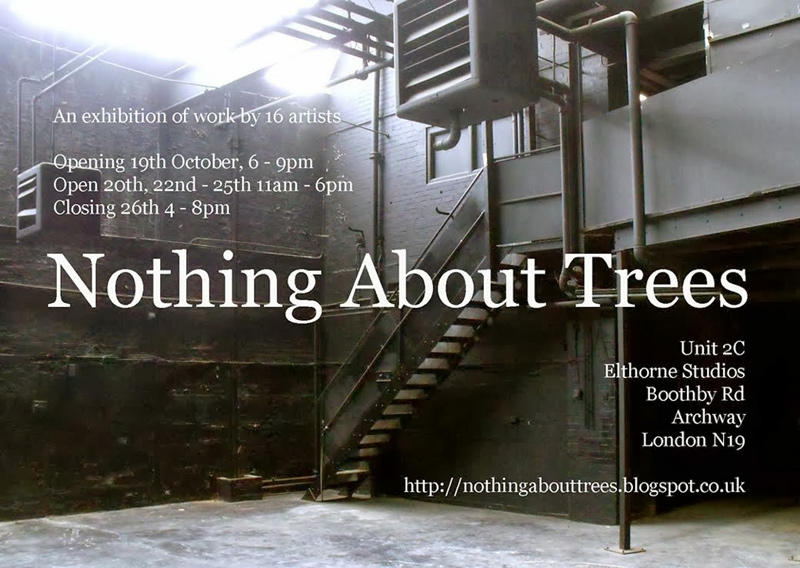 An exhibition of work by 16 artists
Opening 19th October, 6 - 9pm
Open 20th, 22nd - 25th 11am - 6pm
Closing 26th 4 - 8pm
Nothing About Trees
Unit 2C
Elthorne Studios
Boothby Rd
Archway
London N19
http://nothingabouttrees.blogspot.co.uk